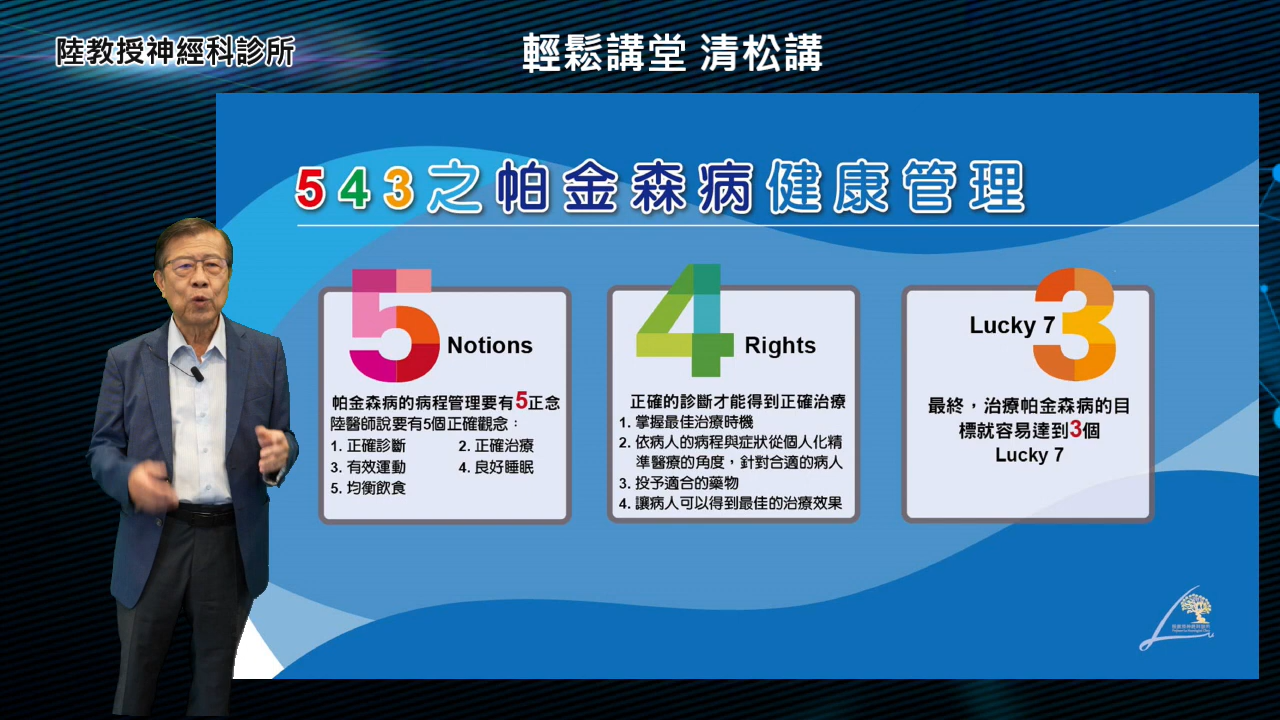 陸教授神經科診所
輕鬆講堂 清松講
543之帕金森病健康管理
5 Notions
帕金森病的病程管理要有5正念
陸醫師說要有5個正確觀念：
1. 正確診斷 2. 正確治療
3. 有效運動 4. 良好睡眠
5. 均衡飲食
4 Rights
正確的診斷才能得到正確治療
1. 掌握最佳治療時機
2. 依病人的病程與症狀從個人化精
準醫療的角度，針對合適的病人
3. 投予適合的藥物
4. 讓病人可以得到最佳的治療效果
Lucky 7 3
最終，治療帕金森病的目
標就容易達到3個
Lucky 7